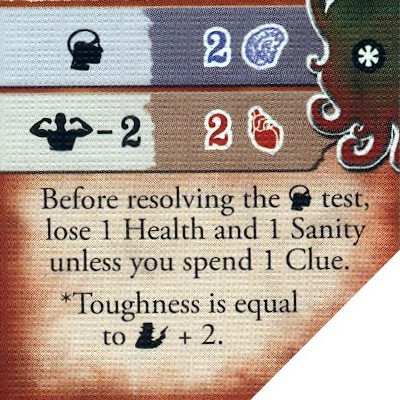 2
*
-2 2
Before resolving the test,
lose 1 Health and 1 Sanity
unless you spend 1 Clue.
*Toughness is equal
to + 2.